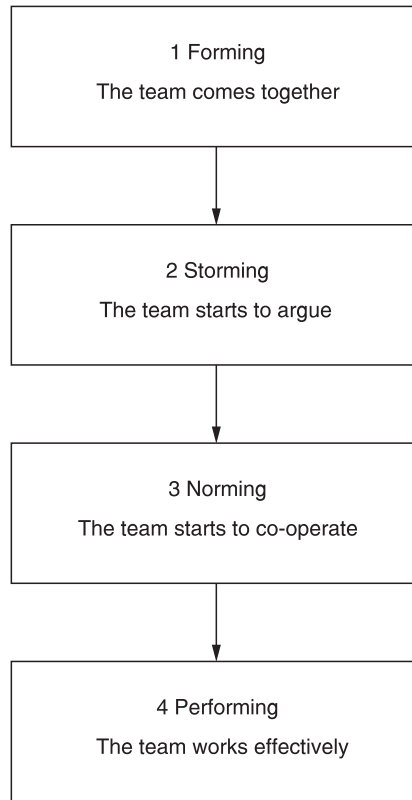 1 Forming
The team comes together
2 Storming
The team starts to argue
3 Norming
The team starts to co-operate
4 Performing
The team works effectively